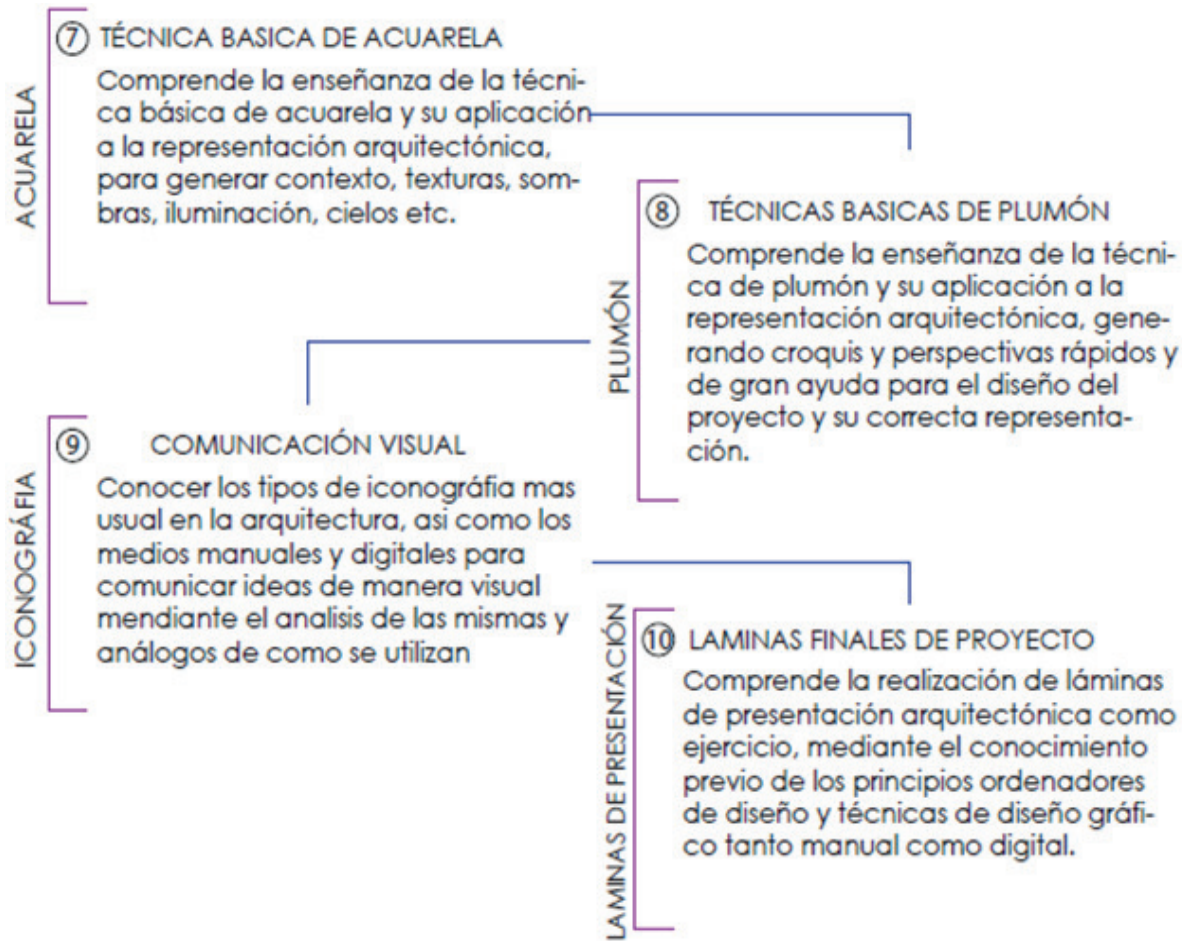 ACUARELA
⑦ TÉCNICA BASICA DE ACUARELA
Comprende la enseñanza de la técni-
ca básica de acuarela y su aplicación
a la representación arquitectónica,
para generar contexto, texturas, som-
bras, iluminación, cielos etc.
PLUMÓN
⑧ TÉCNICAS BASICAS DE PLUMÓN
Comprende la enseñanza de la técni-
ca de plumón y su aplicación a la
representación arquitectónica, gene-
rando croquis y perspectivas rápidos y
de gran ayuda para el diseño del
proyecto y su correcta representa-
ción.
ICONOGRÁFIA
⑨ COMUNICACIÓN VISUAL
Conocer los tipos de iconográfia mas
usual en la arquitectura, asi como los
medios manuales y digitales para
comunicar ideas de manera visual
mendiante el analisis de las mismas y
análogos de como se utilizan
LAMINAS DE PRESENTACIÓN
⑩ LAMINAS FINALES DE PROYECTO
Comprende la realización de láminas
de presentación arquitectónica como
ejercicio, mediante el conocimiento
previo de los principios ordenadores
de diseño y técnicas de diseño gráfi-
co tanto manual como digital.